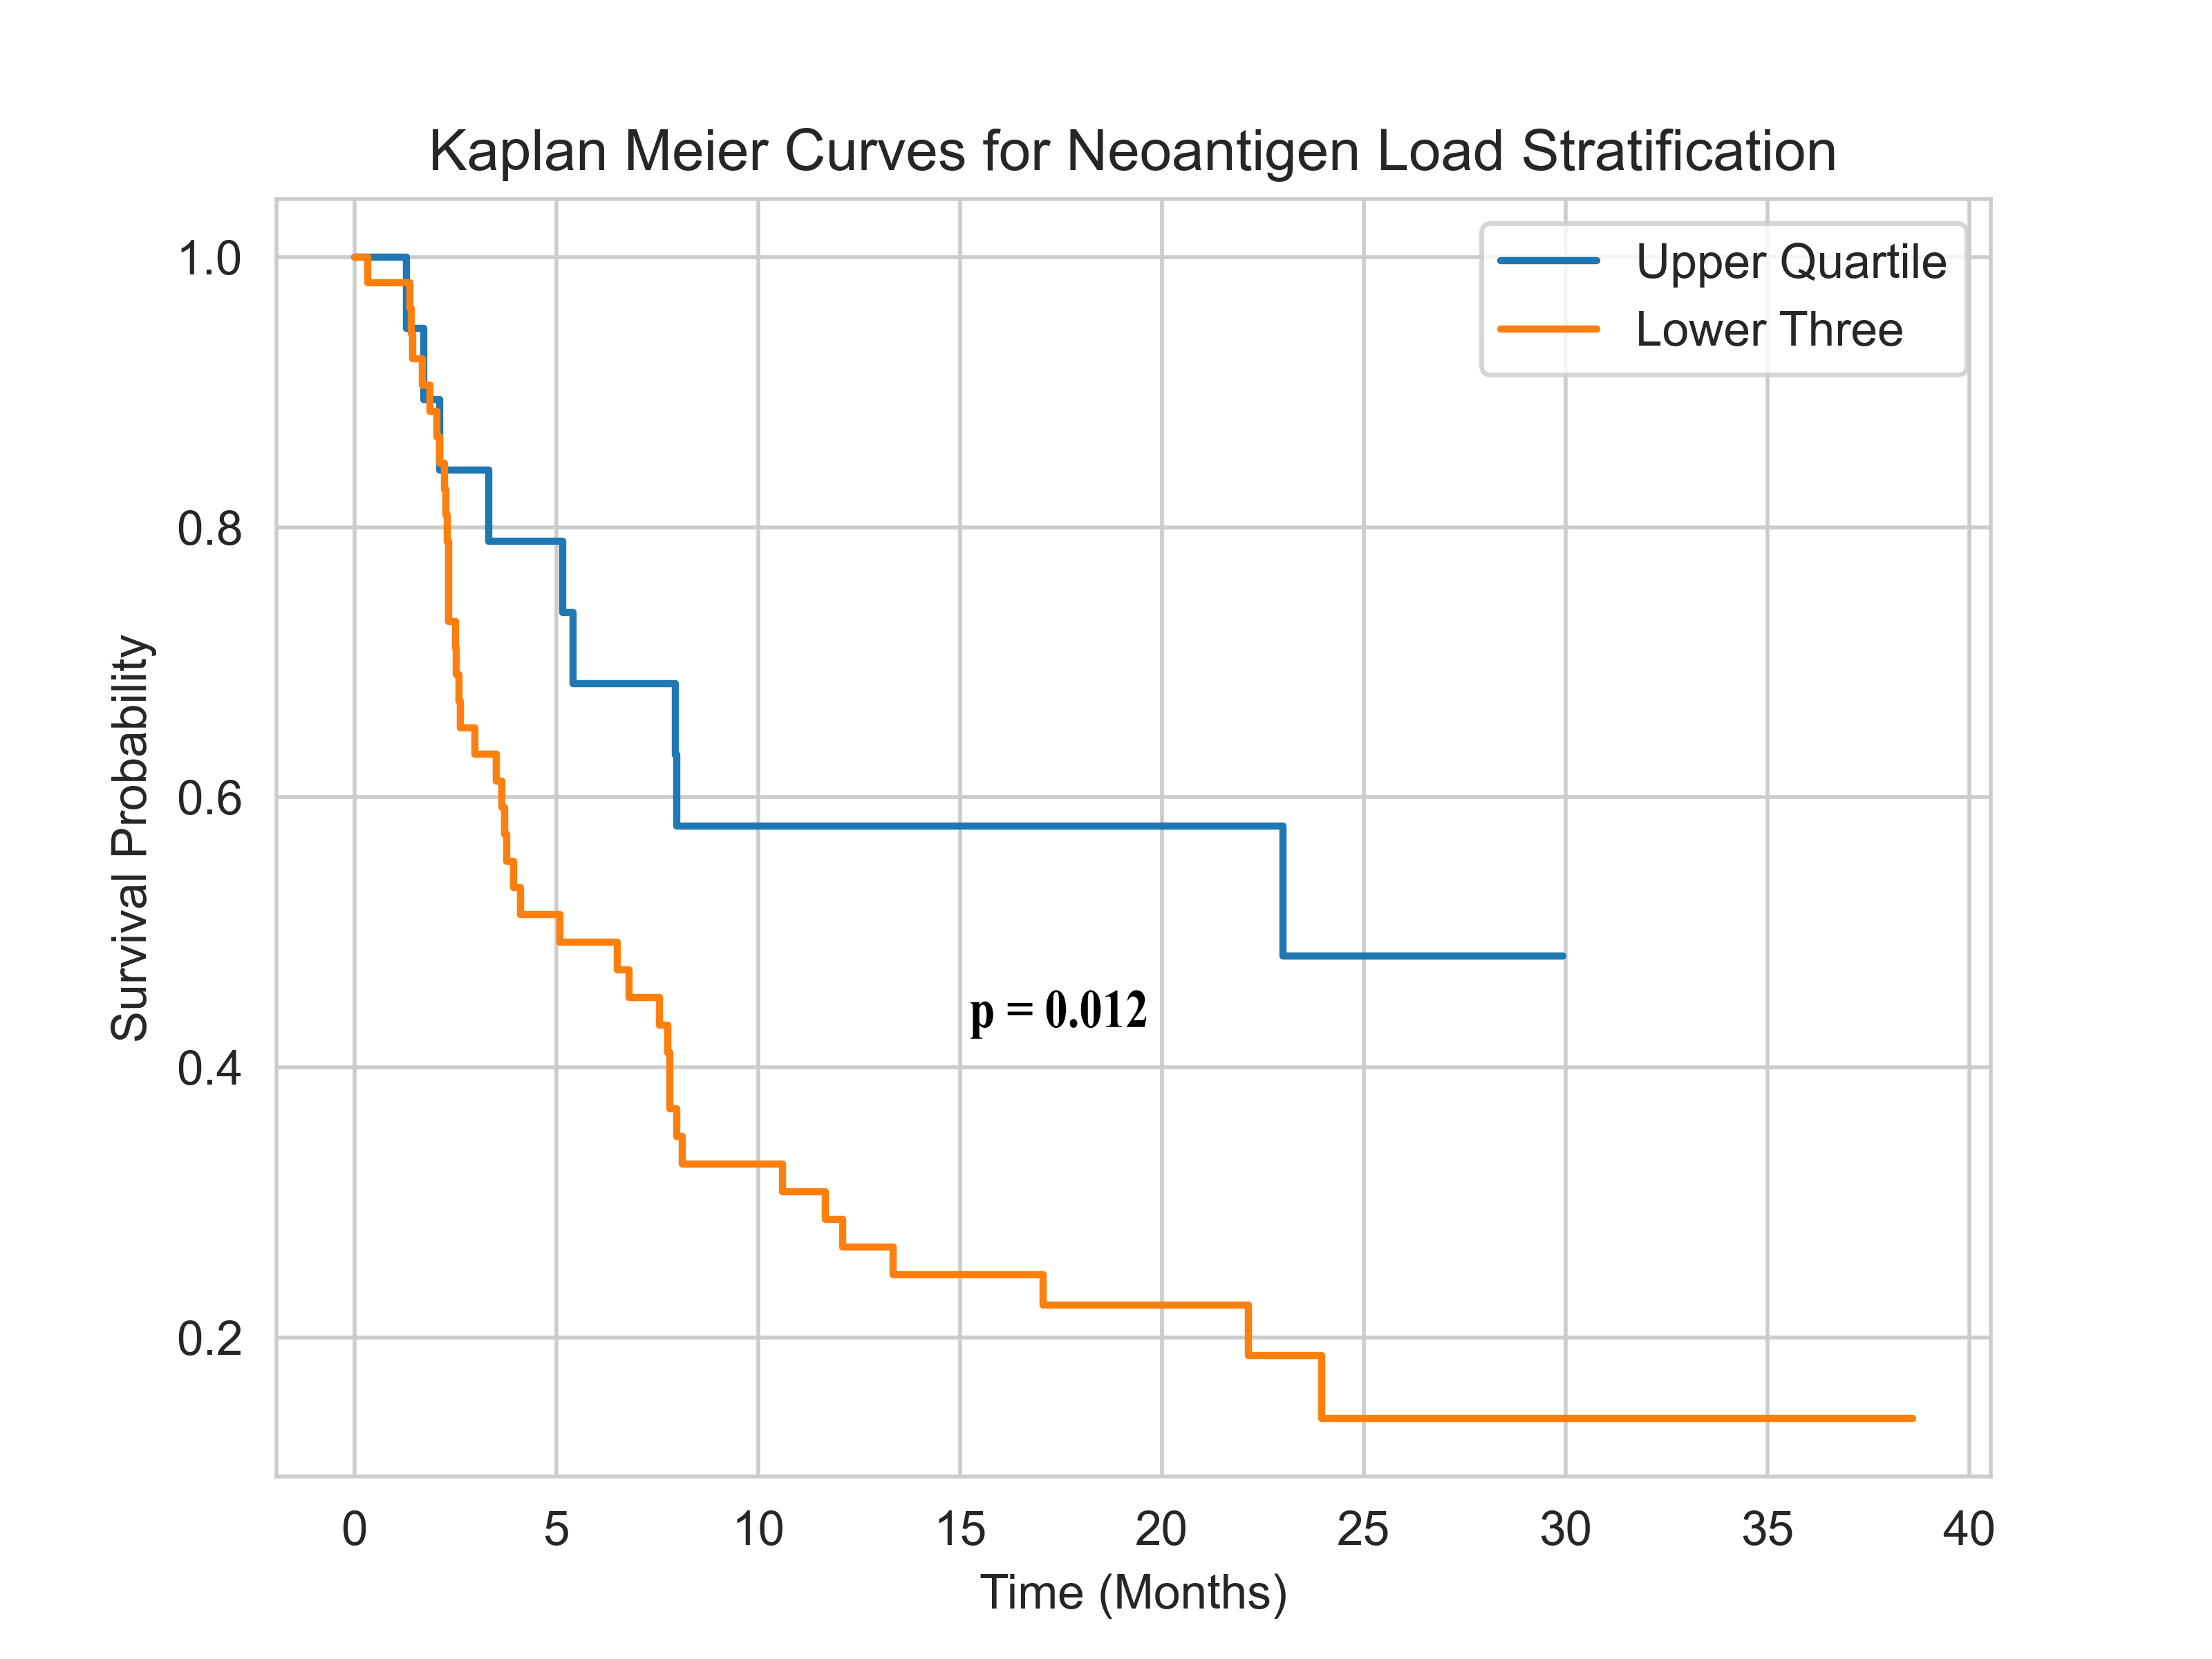 Kaplan Meier Curves for Neoantigen Load Stratification
Upper Quartile
Lower Three
1.0
0.8
0.6
0.4
0.2
Survival Probability
p = 0.012
0 5 10 15 20 25 30 35 40
Time (Months)